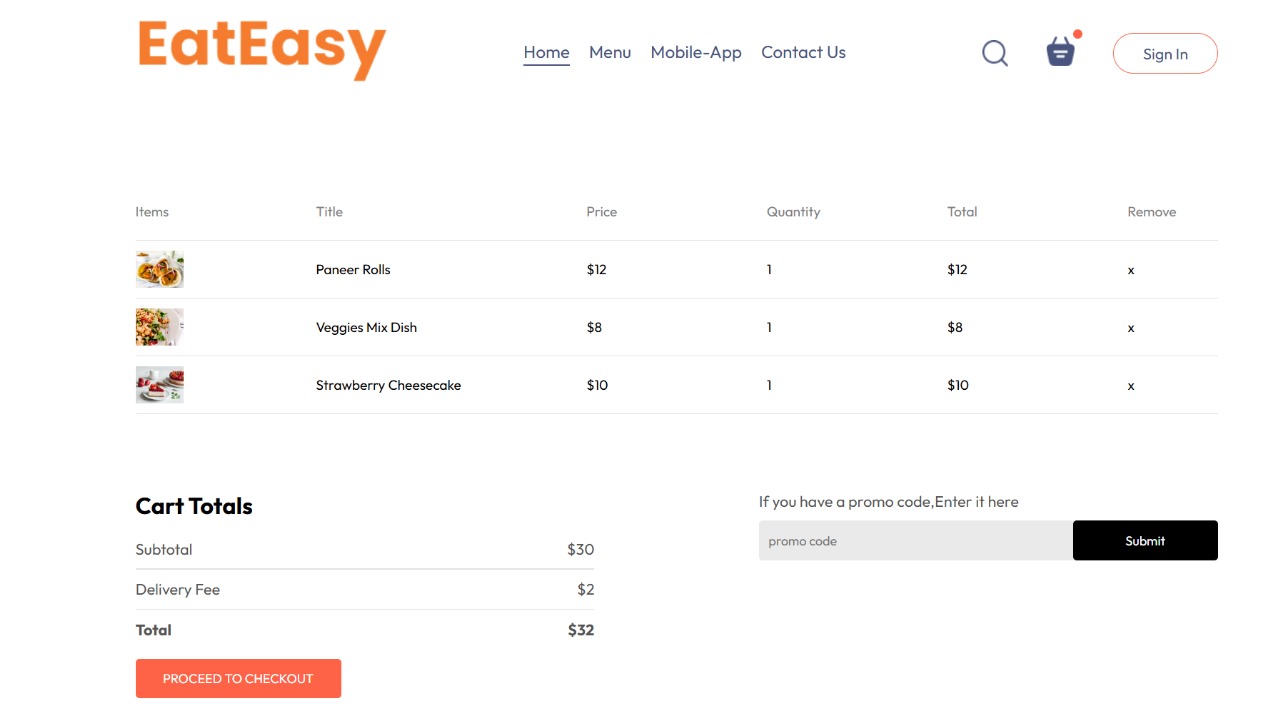 EatEasy
Home Menu Mobile-App Contact Us
Sign In
Items Title Price Quantity Total Remove
Paneer Rolls $12 1 $12 x
Veggies Mix Dish $8 1 $8 x
Strawberry Cheesecake $10 1 $10 x
Cart Totals
Subtotal $30
Delivery Fee $2
Total $32
PROCEED TO CHECKOUT
If you have a promo code,Enter it here
promo code Submit